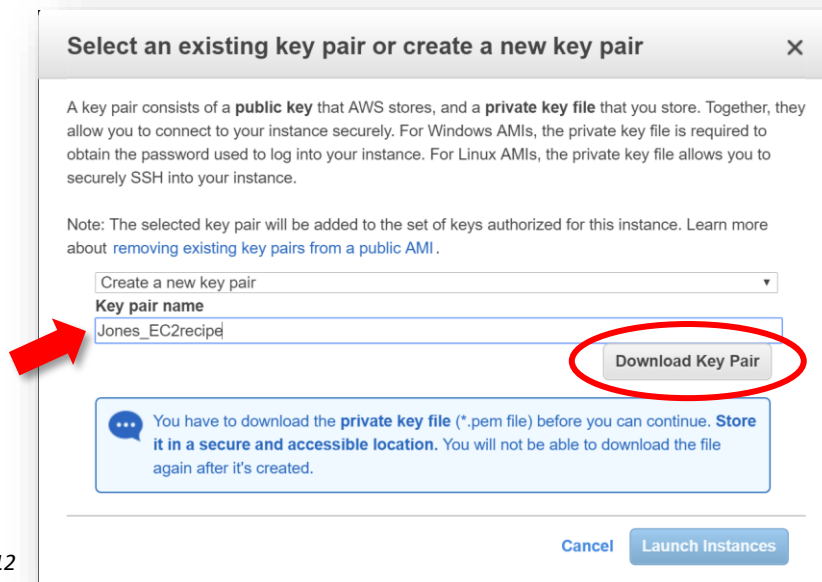 Select an existing key pair or create a new key pair ×
A key pair consists of a public key that AWS stores, and a private key file that you store. Together, they
allow you to connect to your instance securely. For Windows AMIs, the private key file is required to
obtain the password used to log into your instance. For Linux AMIs, the private key file allows you to
securely SSH into your instance.
Note: The selected key pair will be added to the set of keys authorized for this instance. Learn more
about removing existing key pairs from a public AMI.
Create a new key pair
Key pair name
Jones_EC2recipe
Download Key Pair
You have to download the private key file (*.pem file) before you can continue. Store
it in a secure and accessible location. You will not be able to download the file
again after it's created.
Cancel Launch Instances
12